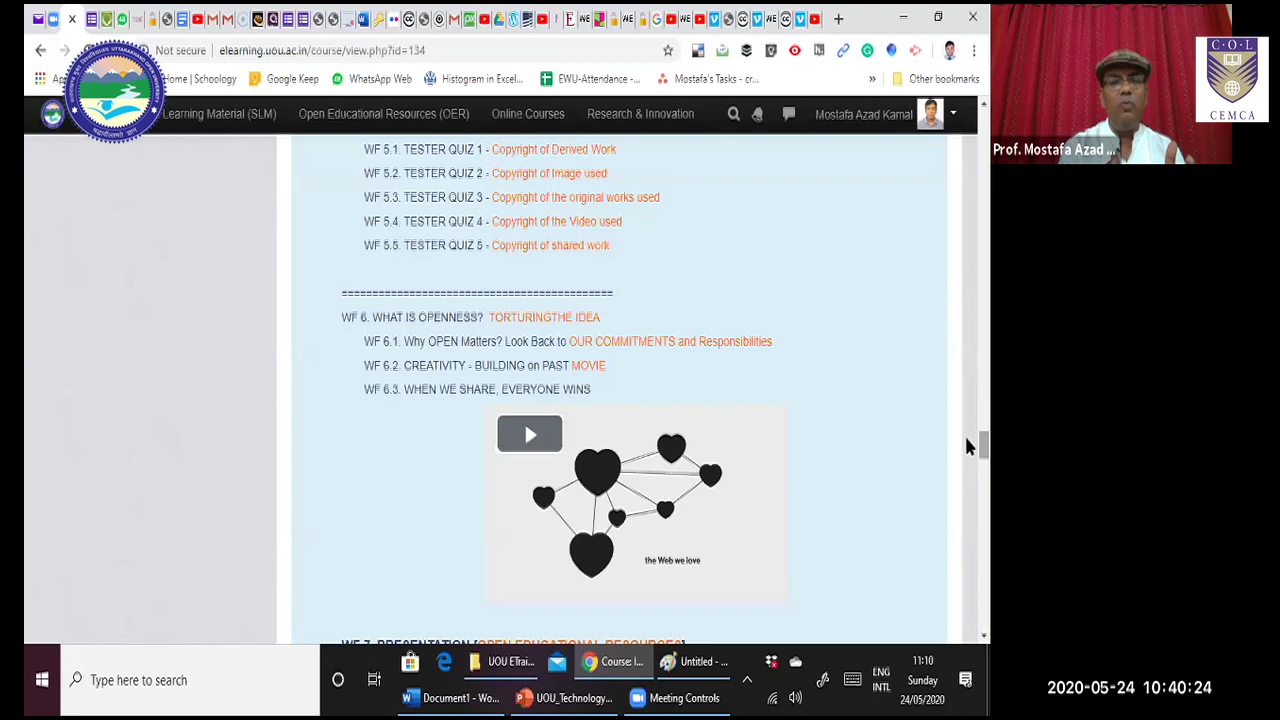 Not secure
elearning.uou.ac.in/course/view.php?id=134
Home | Schoology
Google Keep
WhatsApp Web
Histogram in Excel...
EWU-Attendance -...
Mostafa's Tasks - cr...
»
Other bookmarks
C·O·L
CEMCA
Learning Material (SLM)
Open Educational Resources (OER)
Online Courses
Research & Innovation
Mostafa Azad Kamal
Prof. Mostafa Azad ...
WF 5.1. TESTER QUIZ 1 - Copyright of Derived Work
WF 5.2. TESTER QUIZ 2 - Copyright of Image used
WF 5.3. TESTER QUIZ 3 - Copyright of the original works used
WF 5.4. TESTER QUIZ 4 - Copyright of the Video used
WF 5.5. TESTER QUIZ 5 - Copyright of shared work
============================================
WF 6. WHAT IS OPENNESS? TORTURINGTHE IDEA
WF 6.1. Why OPEN Matters? Look Back to OUR COMMITMENTS and Responsibilities
WF 6.2. CREATIVITY - BUILDING on PAST MOVIE
WF 6.3. WHEN WE SHARE, EVERYONE WINS
the Web we love
WF 7. PRESENTATION [OPEN EDUCATIONAL RESOURCES]
Type here to search
UOU ETrai...
Course: I...
Untitled - ...
Document1 - Wo...
UOU_Technology...
Meeting Controls
ENG
INTL
11:10
Sunday
24/05/2020
2020-05-24 10:40:24